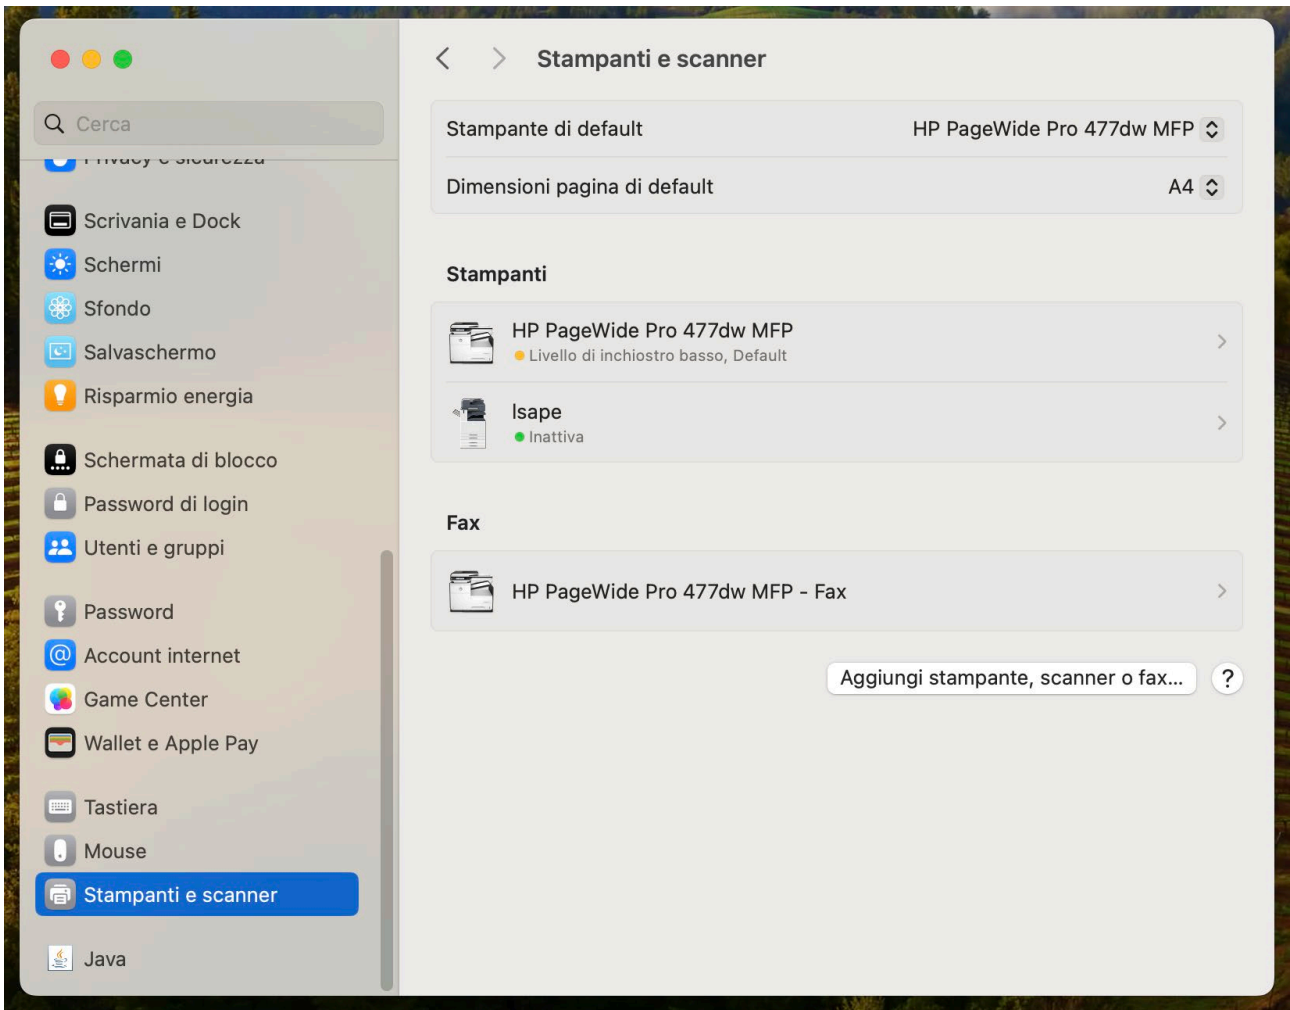 Stampanti e scanner
Cerca
Privacy e sicurezza
Scrivania e Dock
Schermi
Sfondo
Salvaschermo
Risparmio energia
Schermata di blocco
Password di login
Utenti e gruppi
Password
Account internet
Game Center
Wallet e Apple Pay
Tastiera
Mouse
Stampanti e scanner
Java
Stampante di default HP PageWide Pro 477dw MFP
Dimensioni pagina di default A4
Stampanti
HP PageWide Pro 477dw MFP
Livello di inchiostro basso, Default
Isape
Inattiva
Fax
HP PageWide Pro 477dw MFP - Fax
Aggiungi stampante, scanner o fax... ?